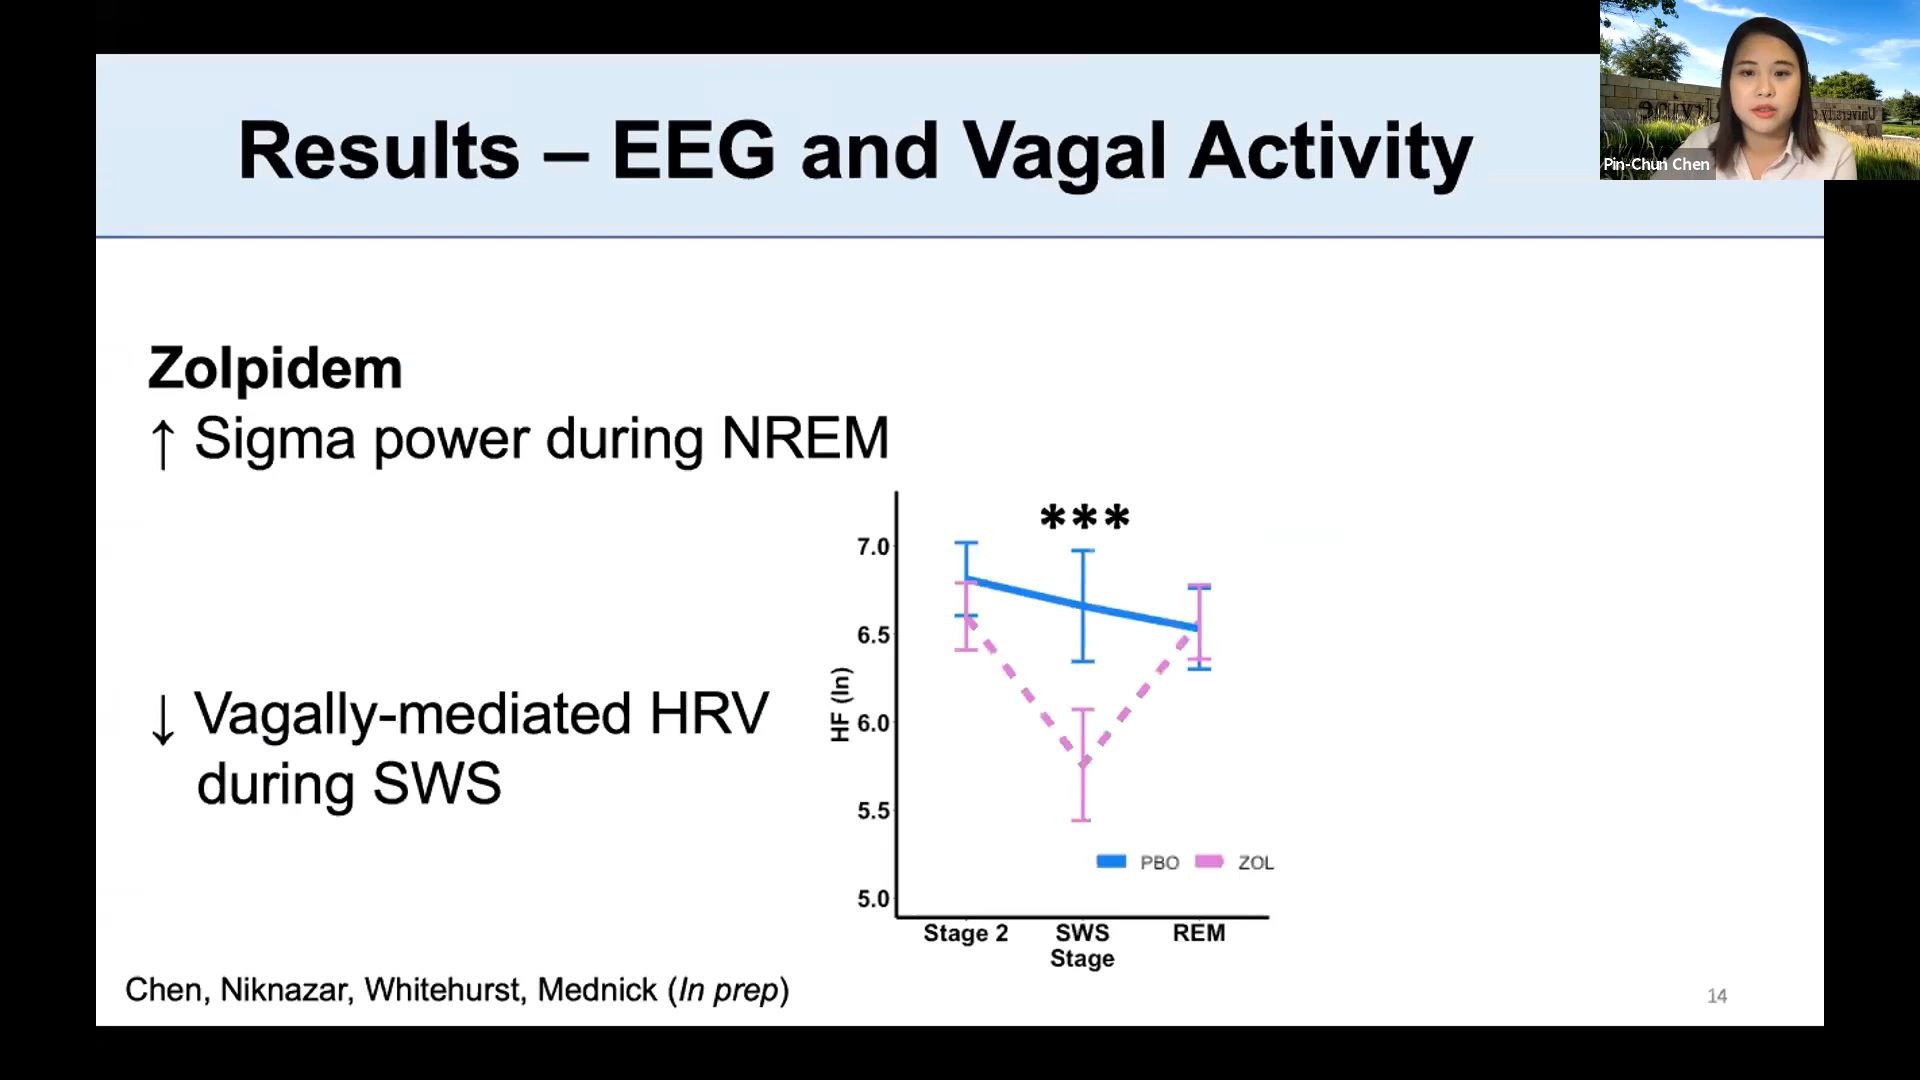 Results – EEG and Vagal Activity
Pin-Chun Chen
Zolpidem
↑ Sigma power during NREM
↓ Vagally-mediated HRV
during SWS
***
7.0
6.5
6.0
5.5
5.0
HF (ln)
PBO ZOL
Stage 2 SWS REM
Stage
Chen, Niknazar, Whitehurst, Mednick (In prep)
14